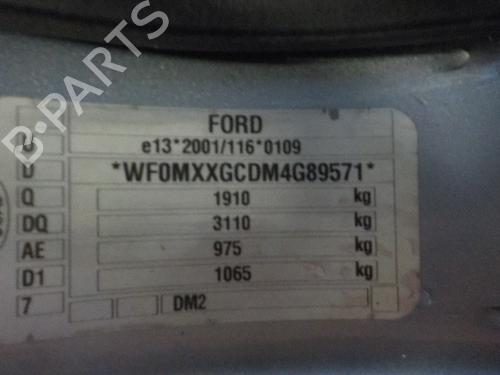 B-PARTS
FORD
e13*2001/116*0109
D *WF0MXXGCDM4G89571*
Q 1910 kg
DQ 3110 kg
AE 975 kg
D1 1065 kg
7 DM2